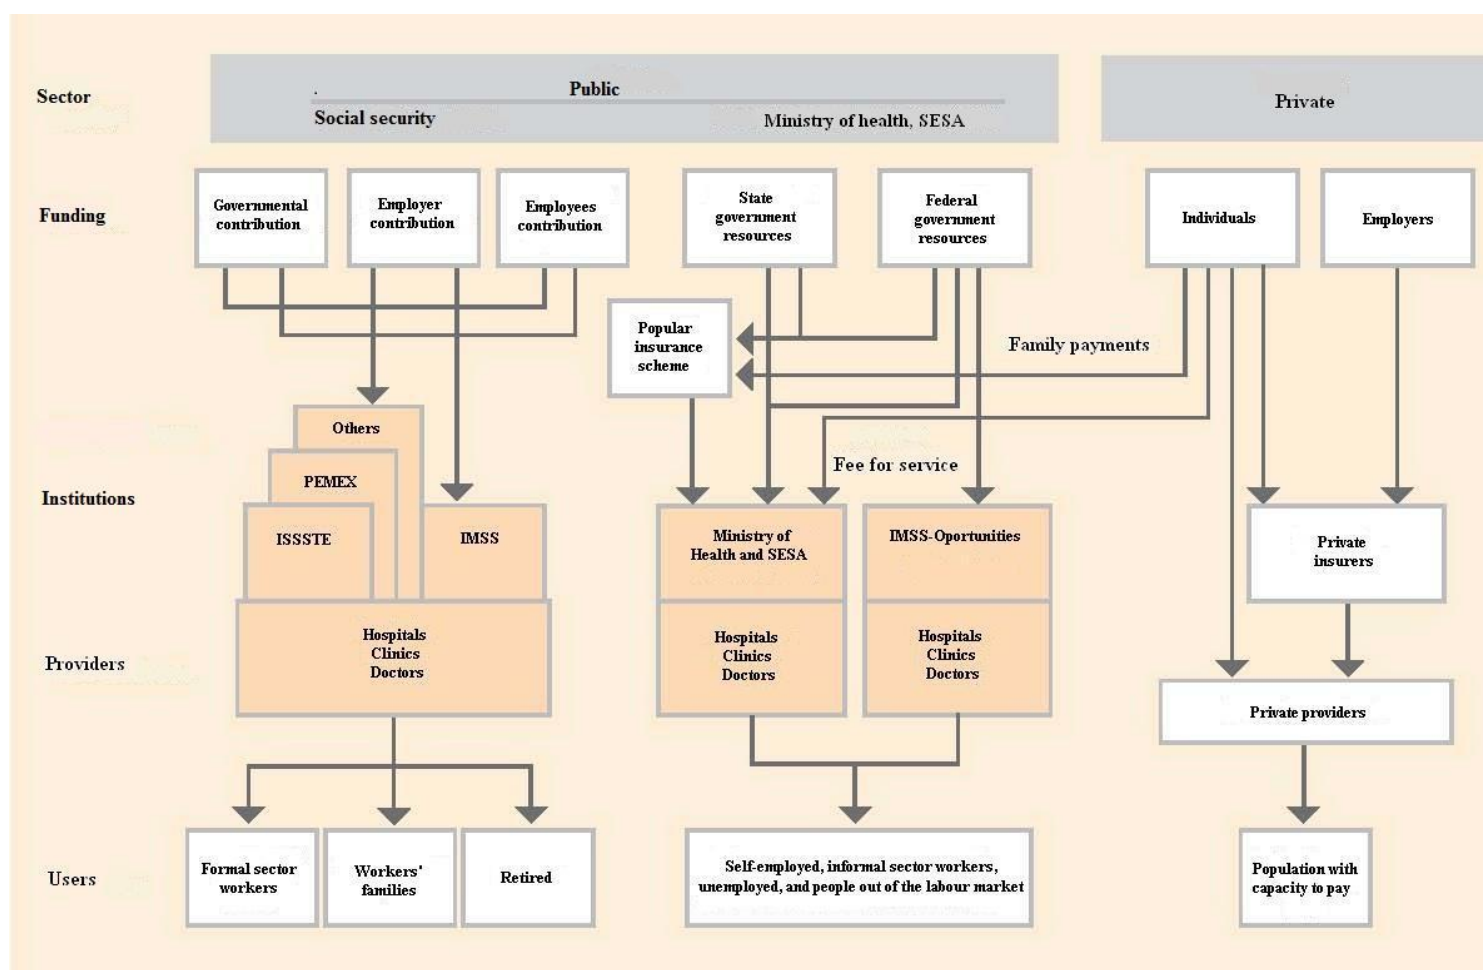 Sector
Public
Social security
Ministry of health, SESA
Private
Funding
Governmental
contribution
Employer
contribution
Employees
contribution
State
government
resources
Federal
government
resources
Individuals
Employers
Popular
insurance
scheme
Family payments
Fee for service
Institutions
Others
PEMEX
ISSSTE
IMSS
Ministry of
Health and SESA
IMSS-Oportunities
Private
insurers
Providers
Hospitals
Clinics
Doctors
Hospitals
Clinics
Doctors
Hospitals
Clinics
Doctors
Private providers
Users
Formal sector
workers
Workers'
families
Retired
Self-employed, informal sector workers,
unemployed, and people out of the labour market
Population with
capacity to pay